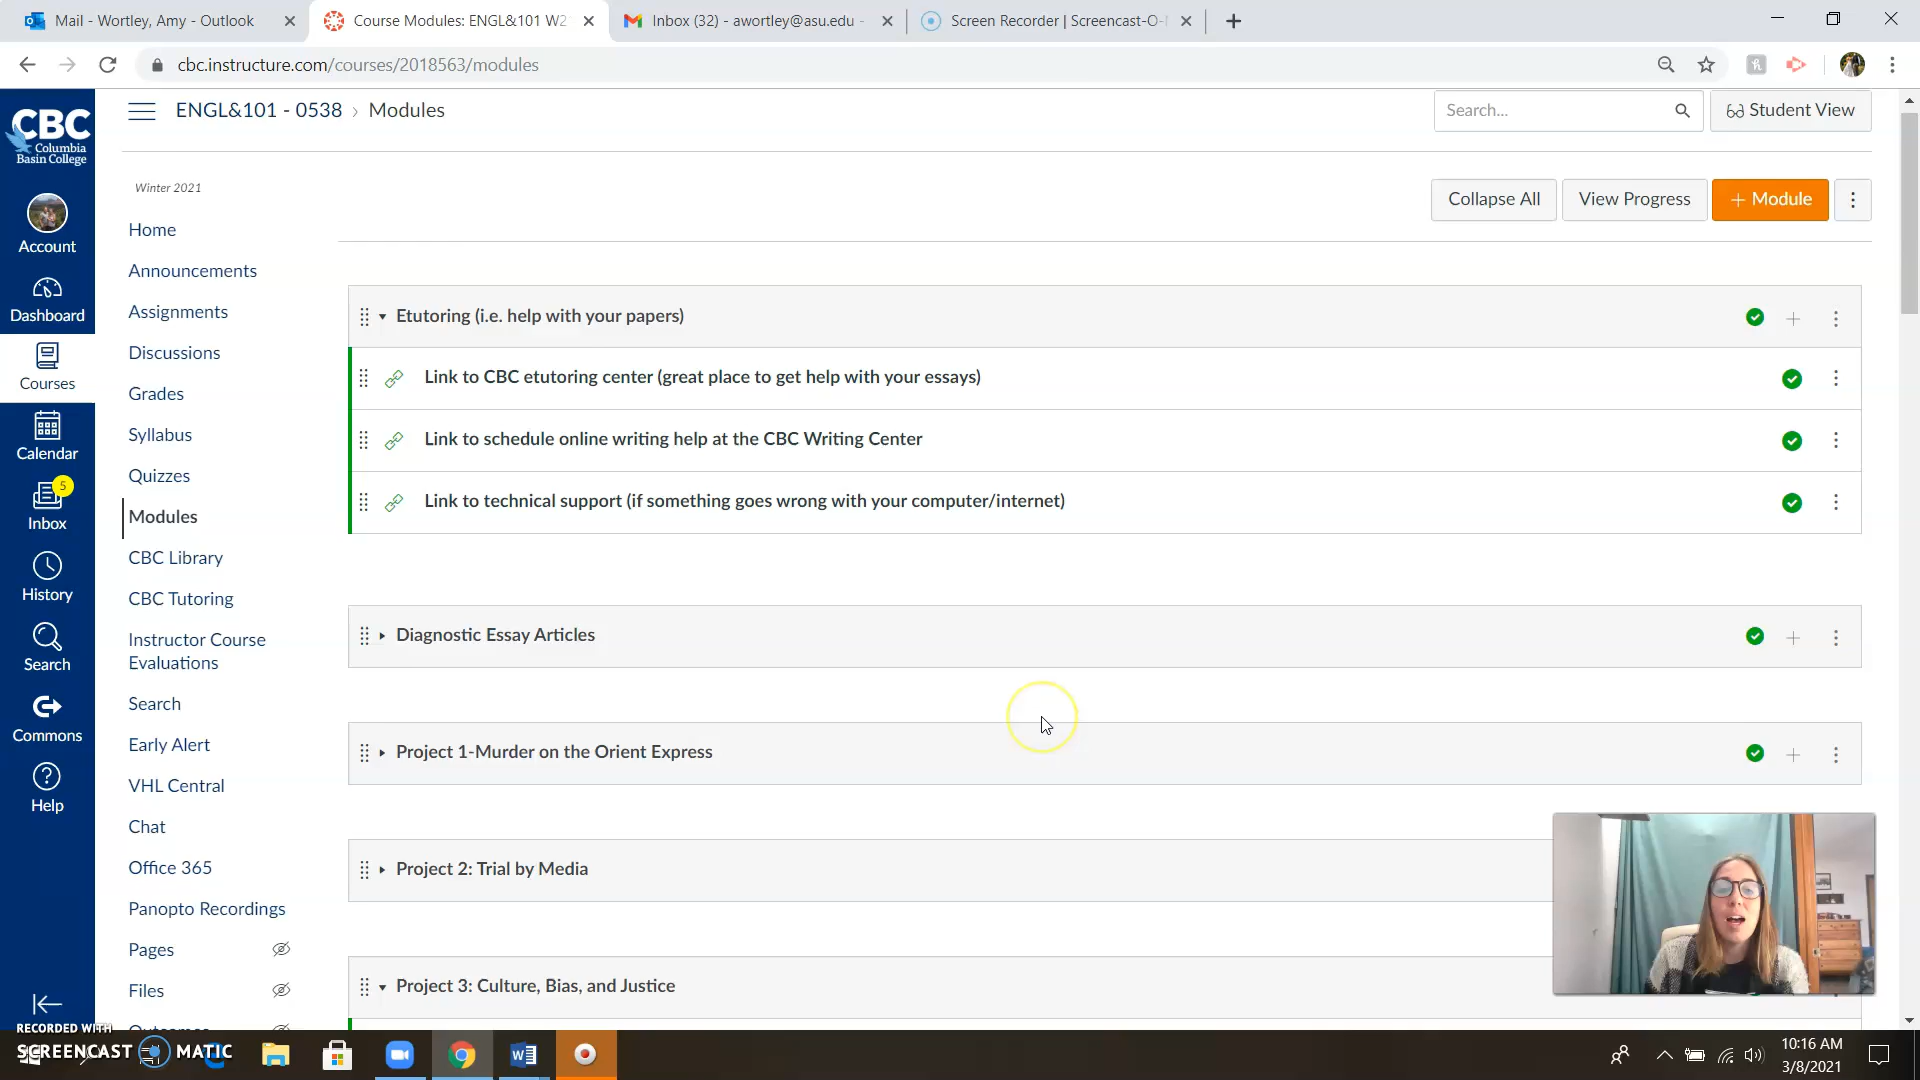 Mail - Wortley, Amy - Outlook
Course Modules: ENGL&101 W2
Inbox (32) - awortley@asu.edu -
Screen Recorder | Screencast-O-
cbc.instructure.com/courses/2018563/modules
CBC
Columbia
Basin College
ENGL&101 - 0538 › Modules
Search...
Student View
Winter 2021
Collapse All
View Progress
+ Module
Account
Dashboard
Courses
Calendar
5
Inbox
History
Search
Commons
Help
Home
Announcements
Assignments
Discussions
Grades
Syllabus
Quizzes
Modules
CBC Library
CBC Tutoring
Instructor Course
Evaluations
Search
Early Alert
VHL Central
Chat
Office 365
Panopto Recordings
Pages
Files
Outcomes
Etutoring (i.e. help with your papers)
Link to CBC etutoring center (great place to get help with your essays)
Link to schedule online writing help at the CBC Writing Center
Link to technical support (if something goes wrong with your computer/internet)
Diagnostic Essay Articles
Project 1-Murder on the Orient Express
Project 2: Trial by Media
Project 3: Culture, Bias, and Justice
RECORDED WITH
SCREENCAST MATIC
10:16 AM
3/8/2021